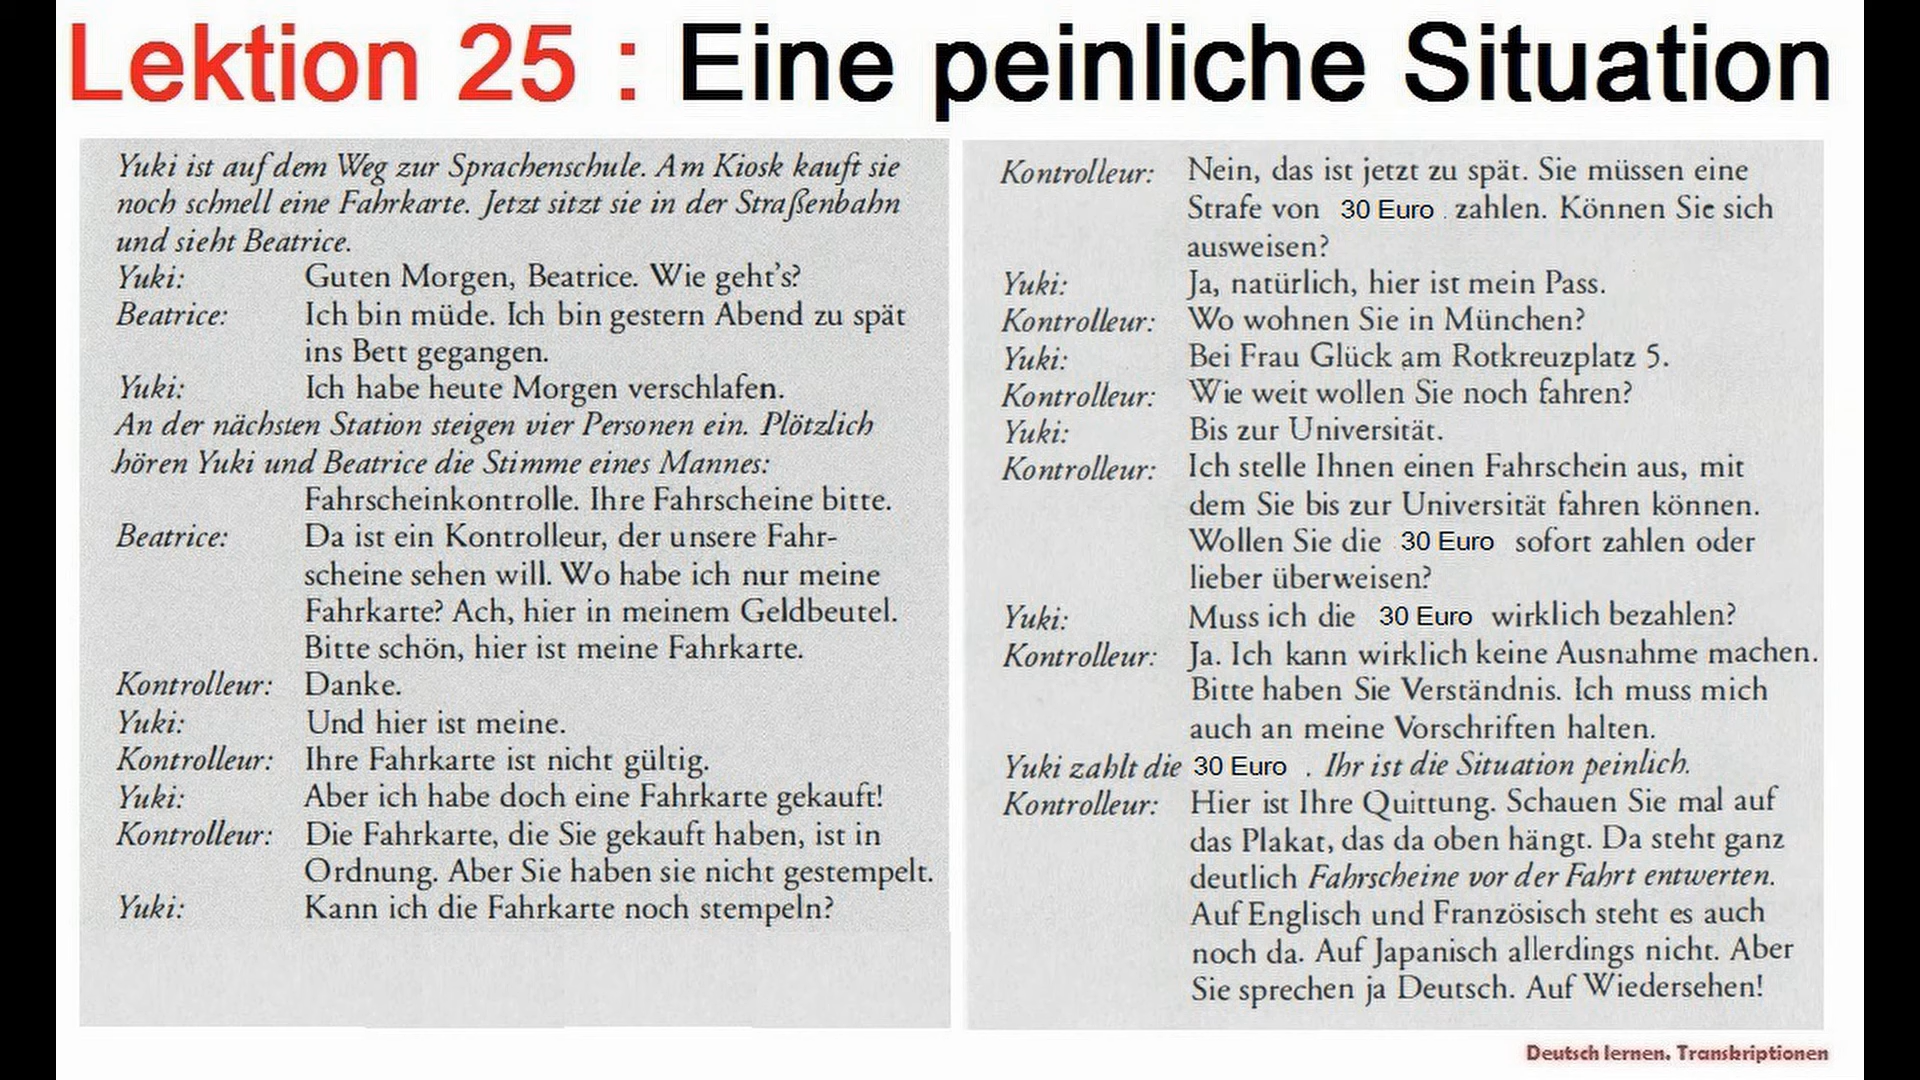 Lektion 25 : Eine peinliche Situation
Yuki ist auf dem Weg zur Sprachenschule. Am Kiosk kauft sie
noch schnell eine Fahrkarte. Jetzt sitzt sie in der Straßenbahn
und sieht Beatrice.
Yuki: Guten Morgen, Beatrice. Wie geht's?
Beatrice: Ich bin müde. Ich bin gestern Abend zu spät
ins Bett gegangen.
Yuki: Ich habe heute Morgen verschlafen.
An der nächsten Station steigen vier Personen ein. Plötzlich
hören Yuki und Beatrice die Stimme eines Mannes:
Fahrscheinkontrolle. Ihre Fahrscheine bitte.
Beatrice: Da ist ein Kontrolleur, der unsere Fahr-
scheine sehen will. Wo habe ich nur meine
Fahrkarte? Ach, hier in meinem Geldbeutel.
Bitte schön, hier ist meine Fahrkarte.
Kontrolleur: Danke.
Yuki: Und hier ist meine.
Kontrolleur: Ihre Fahrkarte ist nicht gültig.
Yuki: Aber ich habe doch eine Fahrkarte gekauft!
Kontrolleur: Die Fahrkarte, die Sie gekauft haben, ist in
Ordnung. Aber Sie haben sie nicht gestempelt.
Yuki: Kann ich die Fahrkarte noch stempeln?
Kontrolleur: Nein, das ist jetzt zu spät. Sie müssen eine
Strafe von 30 Euro zahlen. Können Sie sich
ausweisen?
Yuki: Ja, natürlich, hier ist mein Pass.
Kontrolleur: Wo wohnen Sie in München?
Yuki: Bei Frau Glück am Rotkreuzplatz 5.
Kontrolleur: Wie weit wollen Sie noch fahren?
Yuki: Bis zur Universität.
Kontrolleur: Ich stelle Ihnen einen Fahrschein aus, mit
dem Sie bis zur Universität fahren können.
Wollen Sie die 30 Euro sofort zahlen oder
lieber überweisen?
Yuki: Muss ich die 30 Euro wirklich bezahlen?
Kontrolleur: Ja. Ich kann wirklich keine Ausnahme machen.
Bitte haben Sie Verständnis. Ich muss mich
auch an meine Vorschriften halten.
Yuki zahlt die 30 Euro . Ihr ist die Situation peinlich.
Kontrolleur: Hier ist Ihre Quittung. Schauen Sie mal auf
das Plakat, das da oben hängt. Da steht ganz
deutlich Fahrscheine vor der Fahrt entwerten.
Auf Englisch und Französisch steht es auch
noch da. Auf Japanisch allerdings nicht. Aber
Sie sprechen ja Deutsch. Auf Wiedersehen!
Deutsch lernen. Transkriptionen